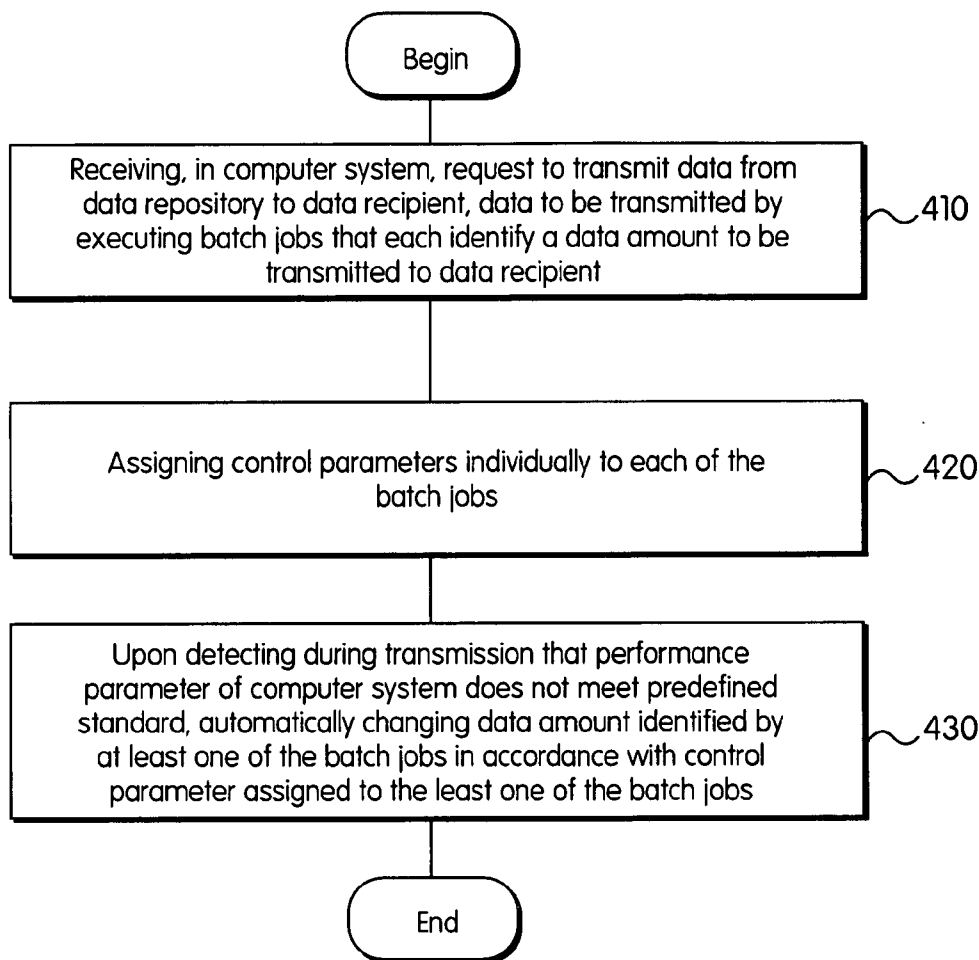 Begin
Receiving, in computer system, request to transmit data from
data repository to data recipient, data to be transmitted by
executing batch jobs that each identify a data amount to be
transmitted to data recipient
410
Assigning control parameters individually to each of the
batch jobs
420
Upon detecting during transmission that performance
parameter of computer system does not meet predefined
standard, automatically changing data amount identified by
at least one of the batch jobs in accordance with control
parameter assigned to the least one of the batch jobs
430
End